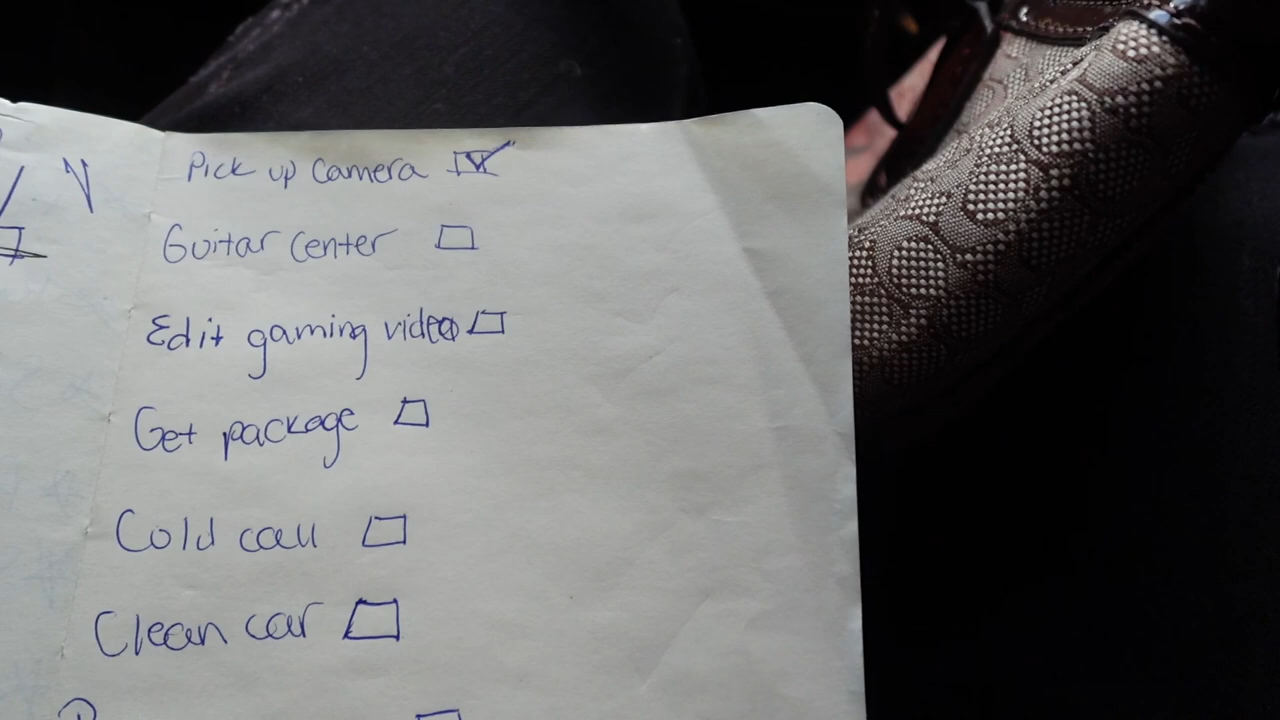 Pick up camera
Guitar center
Edit gaming video
Get package
Cold call
Clean car